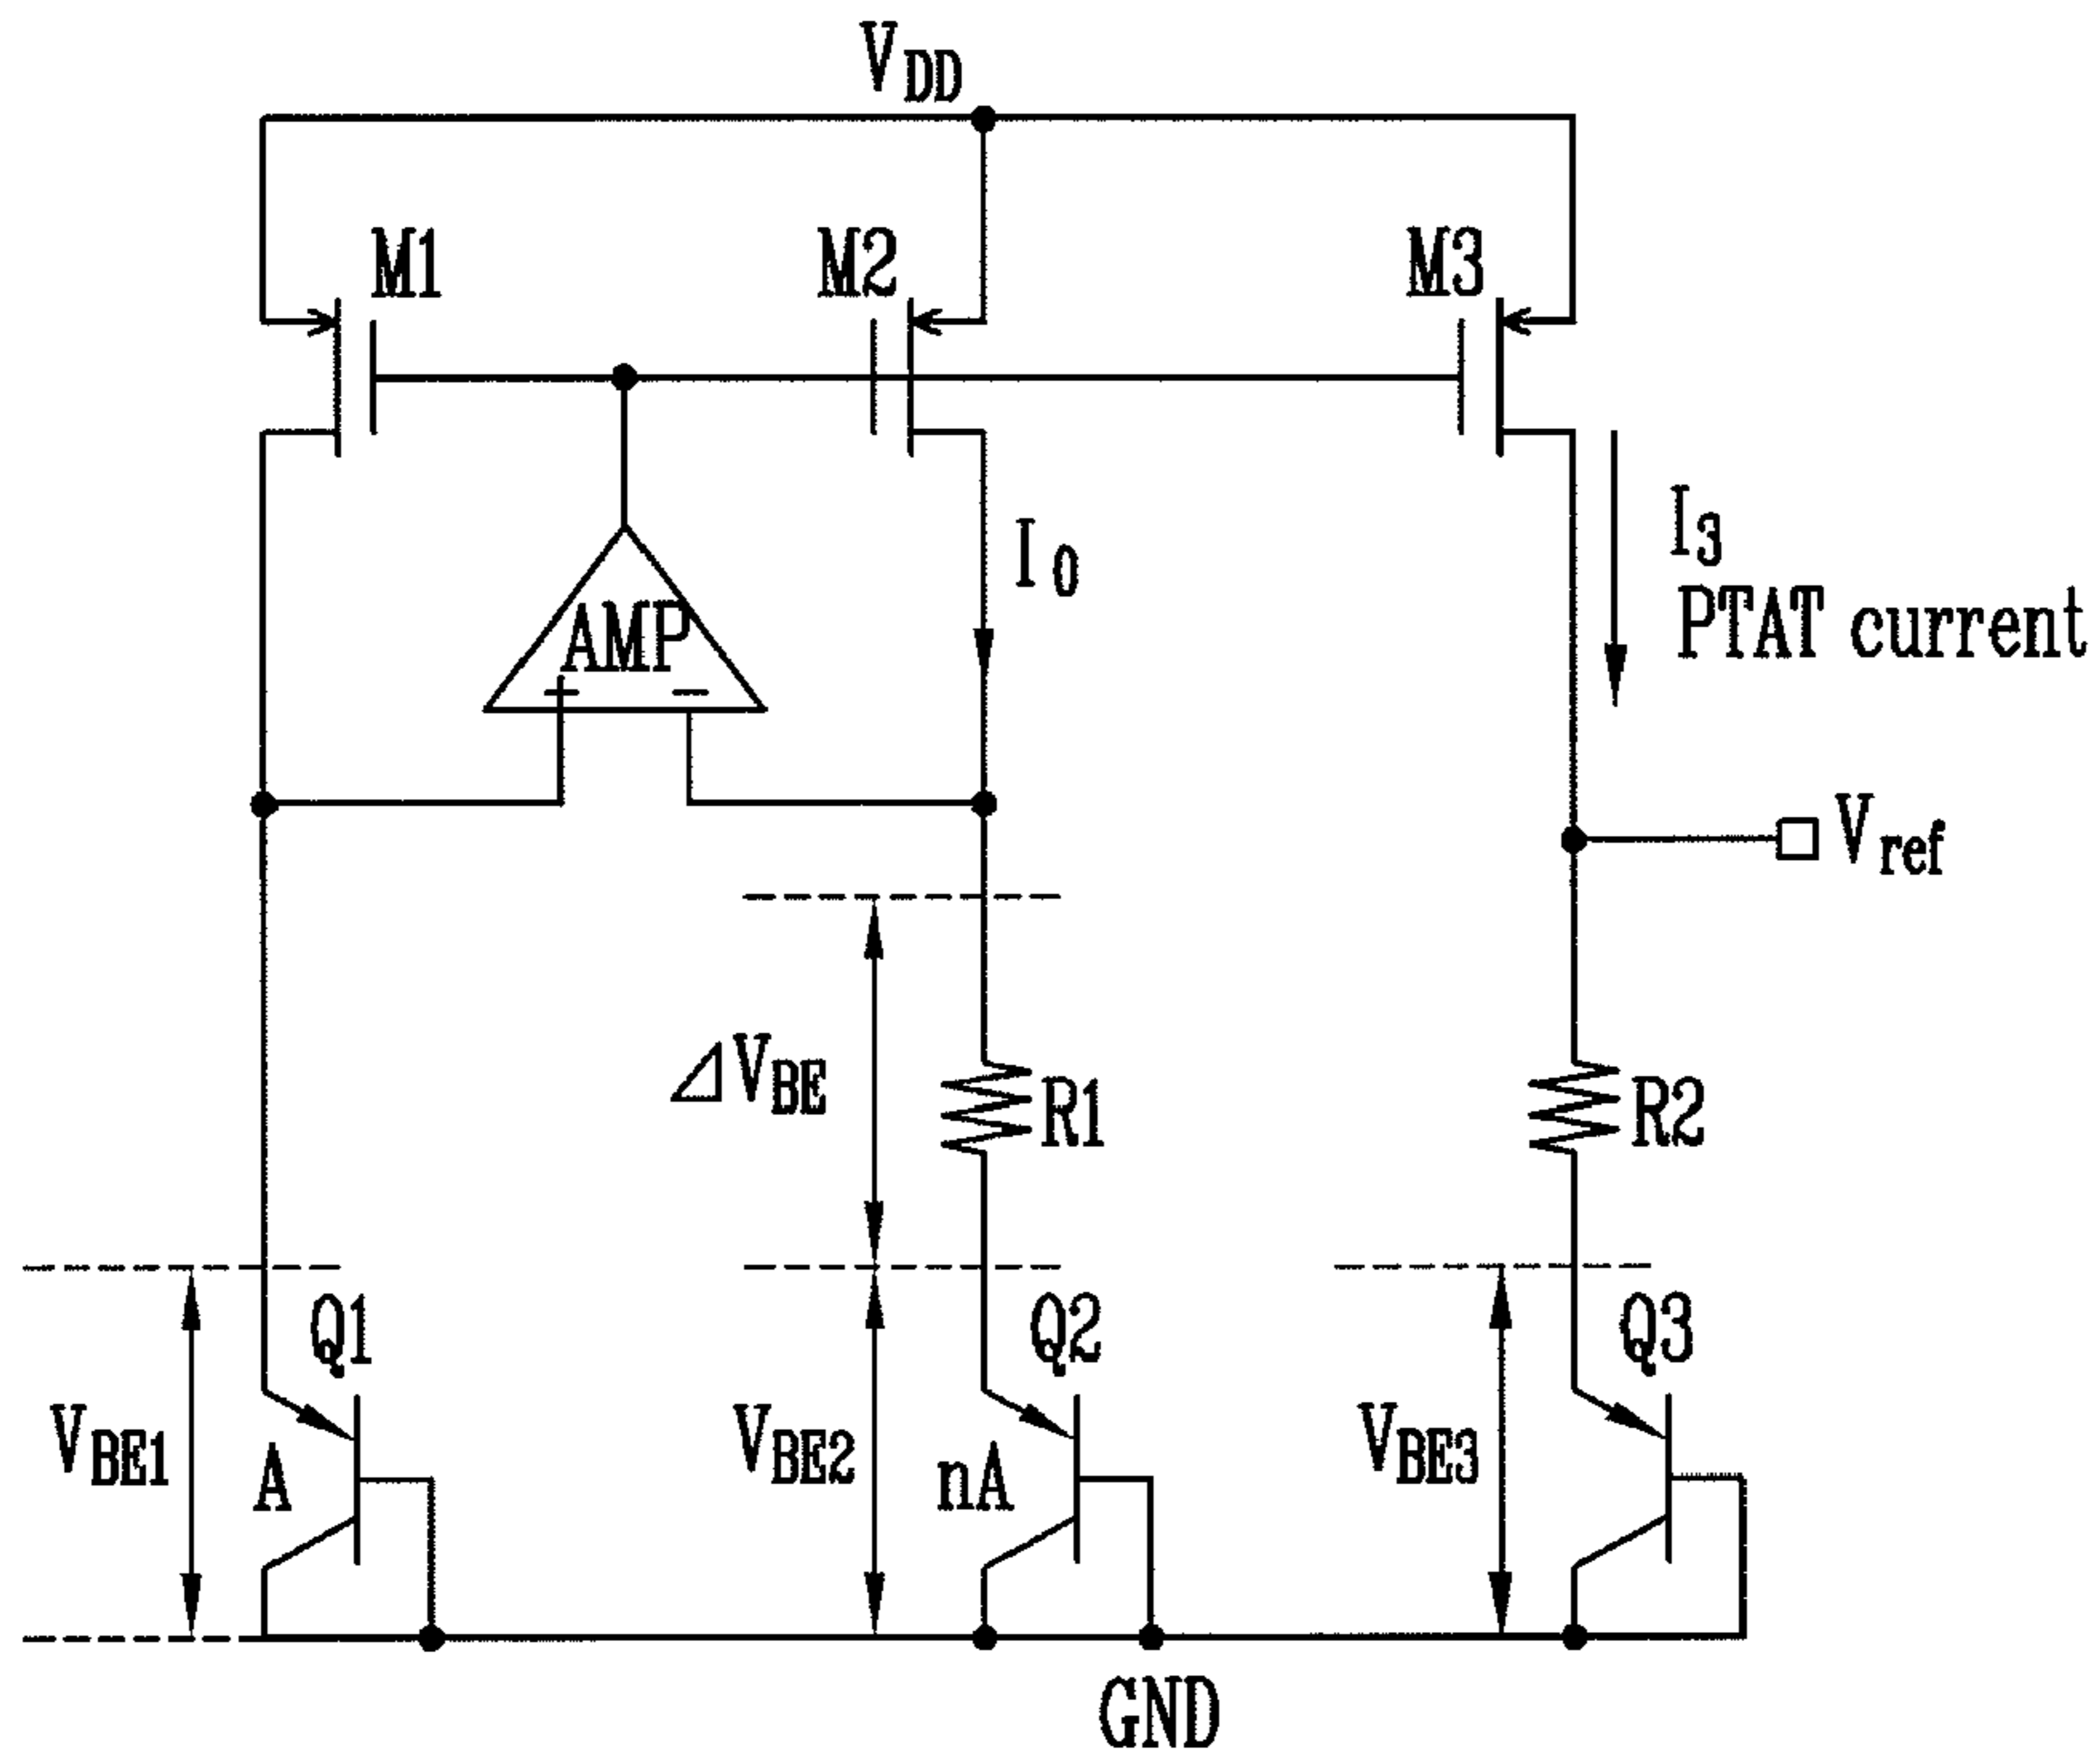 VDD
M1
M2
M3
I0
I3
PTAT current
AMP
+ −
Vref
⊿VBE
R1
R2
Q1
Q2
Q3
VBE1
A
VBE2
nA
VBE3
GND